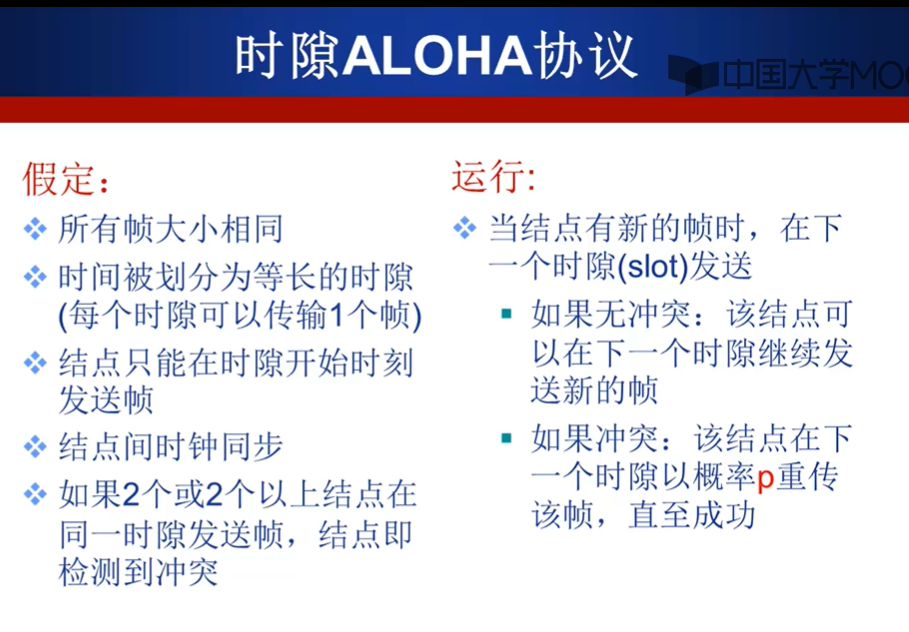 时隙ALOHA协议
中国大学MOO
假定：
所有帧大小相同
时间被划分为等长的时隙
(每个时隙可以传输1个帧)
结点只能在时隙开始时刻
发送帧
结点间时钟同步
如果2个或2个以上结点在
同一时隙发送帧，结点即
检测到冲突
运行:
当结点有新的帧时，在下
一个时隙(slot)发送
如果无冲突：该结点可
以在下一个时隙继续发
送新的帧
如果冲突：该结点在下
一个时隙以概率p重传
该帧，直至成功